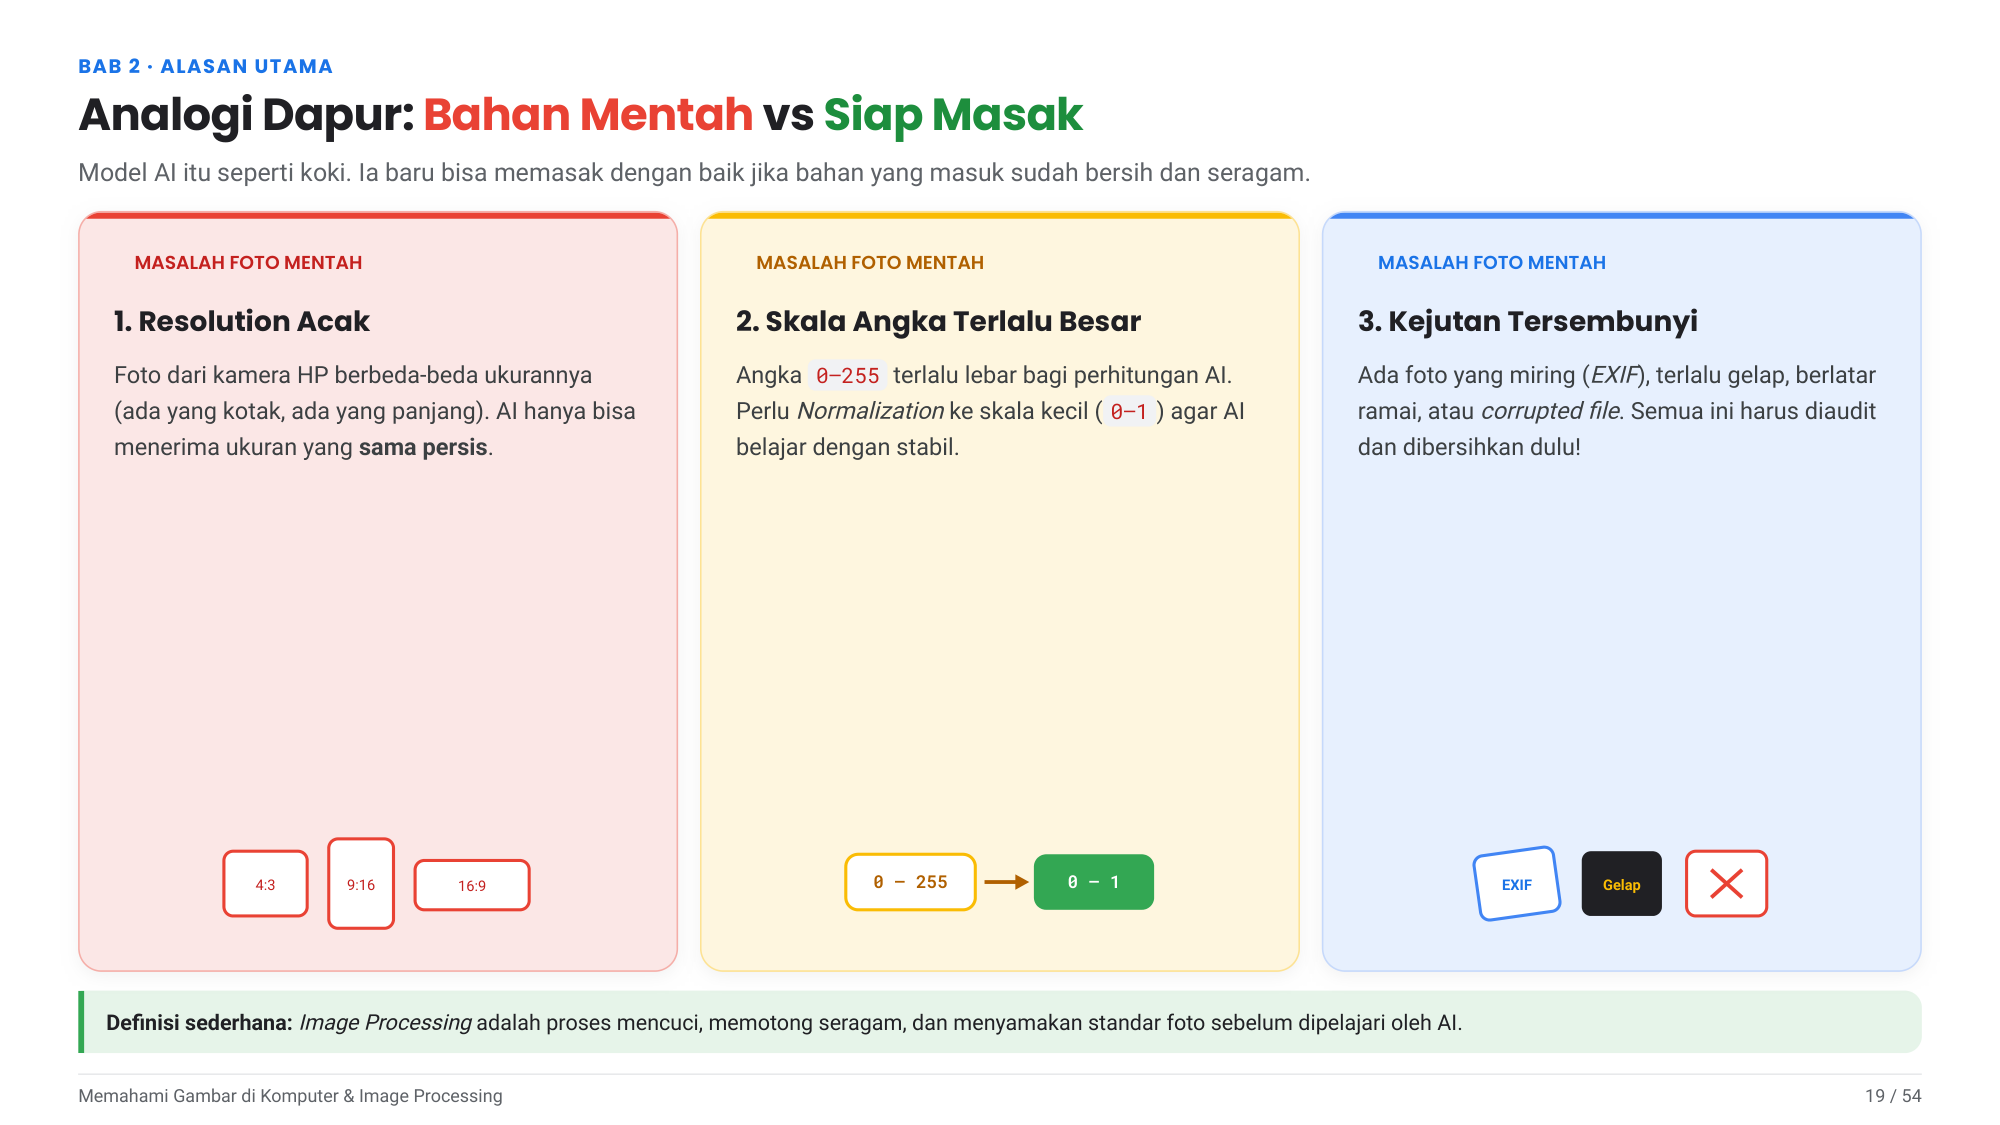 BAB 2 · ALASAN UTAMA
Analogi Dapur: Bahan Mentah vs Siap Masak
Model AI itu seperti koki. Ia baru bisa memasak dengan baik jika bahan yang masuk sudah bersih dan seragam.
MASALAH FOTO MENTAH
1. Resolution Acak
Foto dari kamera HP berbeda-beda ukurannya
(ada yang kotak, ada yang panjang). AI hanya bisa
menerima ukuran yang sama persis.
4:3
9:16
16:9
MASALAH FOTO MENTAH
2. Skala Angka Terlalu Besar
Angka 0–255 terlalu lebar bagi perhitungan AI.
Perlu Normalization ke skala kecil (0–1) agar AI
belajar dengan stabil.
0 – 255
0 – 1
MASALAH FOTO MENTAH
3. Kejutan Tersembunyi
Ada foto yang miring (EXIF), terlalu gelap, berlatar
ramai, atau corrupted file. Semua ini harus diaudit
dan dibersihkan dulu!
EXIF
Gelap
Definisi sederhana: Image Processing adalah proses mencuci, memotong seragam, dan menyamakan standar foto sebelum dipelajari oleh AI.
Memahami Gambar di Komputer & Image Processing
19 / 54